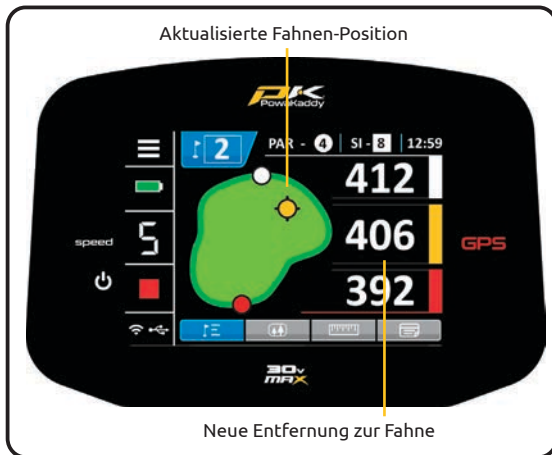 Aktualisierte Fahnen-Position
PK
PowaKaddy
2 PAR - 4 SI - 8 12:59
412
speed 5 406 GPS
392
30v
MAX
Neue Entfernung zur Fahne